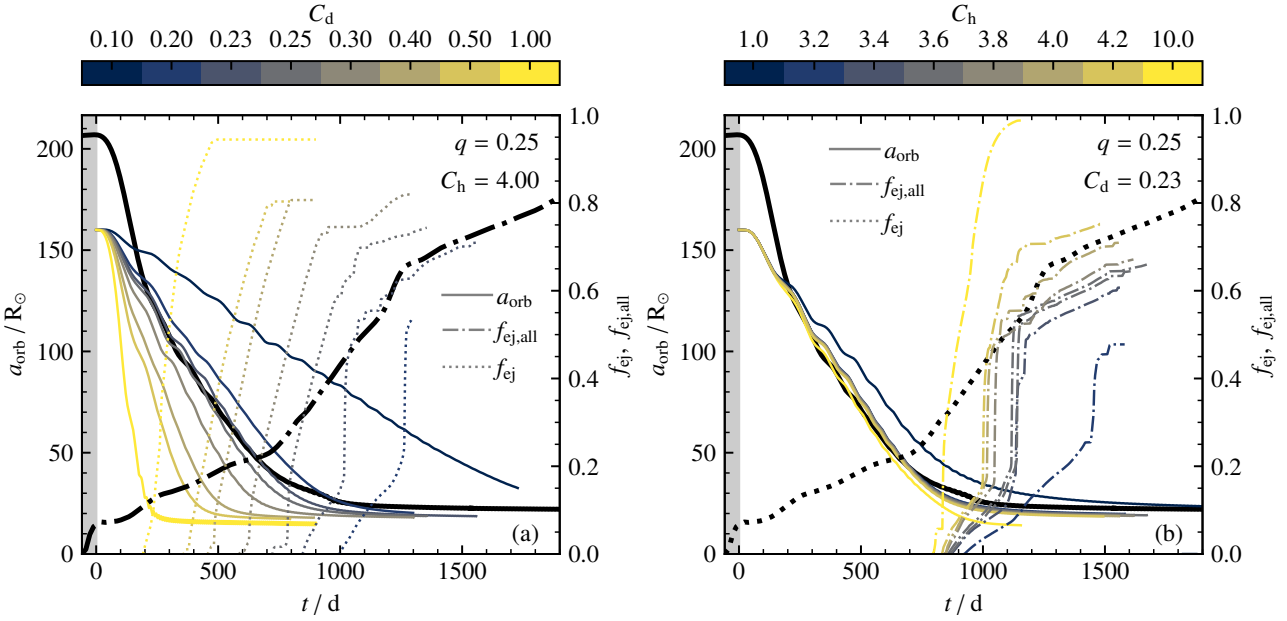 C_d
0.10 0.20 0.23 0.25 0.30 0.40 0.50 1.00
q = 0.25
C_h = 4.00
a_orb
f_ej,all
f_ej
(a)
a_orb / R_⊙
0 50 100 150 200
f_ej, f_ej,all
0.0 0.2 0.4 0.6 0.8 1.0
0 500 1000 1500
t / d
C_h
1.0 3.2 3.4 3.6 3.8 4.0 4.2 10.0
q = 0.25
C_d = 0.23
a_orb
f_ej,all
f_ej
(b)
a_orb / R_⊙
0 50 100 150 200
f_ej, f_ej,all
0.0 0.2 0.4 0.6 0.8 1.0
0 500 1000 1500
t / d